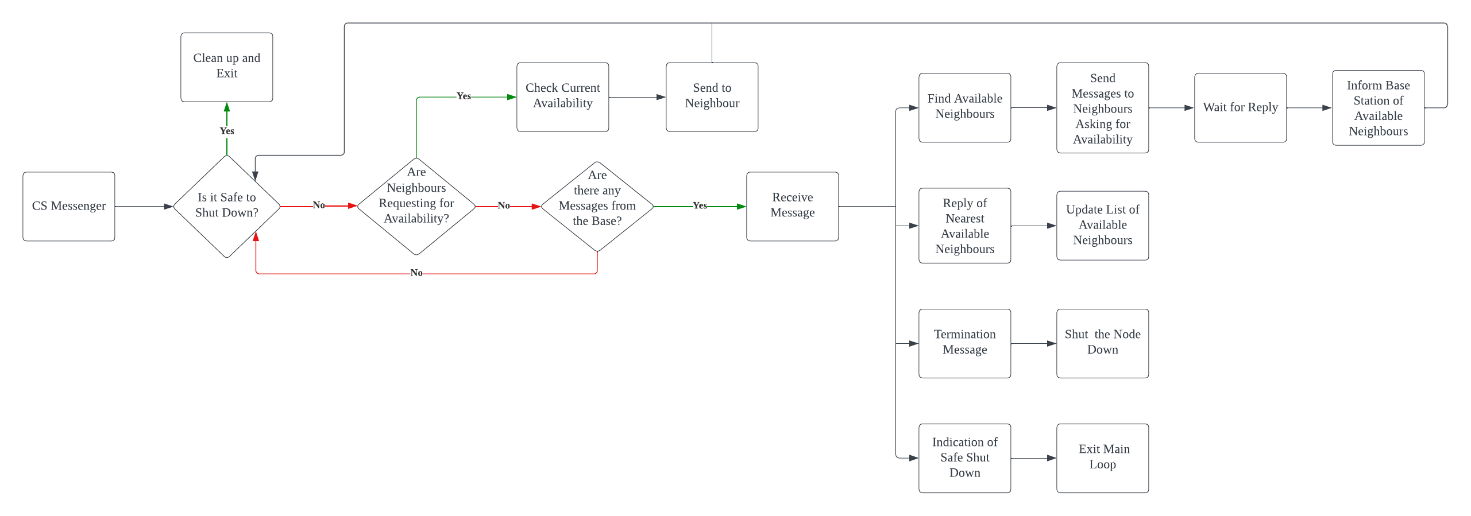 Clean up and
Exit
Yes
CS Messenger
Is it Safe to
Shut Down?
No
Are
Neighbours
Requesting for
Availability?
Yes
Check Current
Availability
Send to
Neighbour
No
Are
there any
Messages from
the Base?
No
Yes
Receive
Message
Find Available
Neighbours
Send
Messages to
Neighbours
Asking for
Availability
Wait for Reply
Inform Base
Station of
Available
Neighbours
Reply of
Nearest
Available
Neighbours
Update List of
Available
Neighbours
Termination
Message
Shut  the Node
Down
Indication of
Safe Shut
Down
Exit Main
Loop